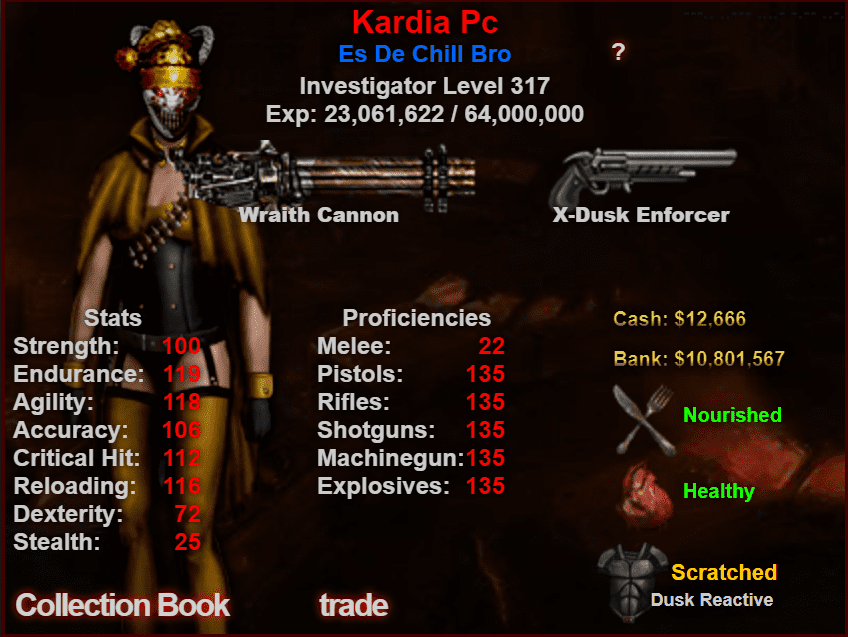 Kardia Pc
Es De Chill Bro
?
Investigator Level 317
Exp: 23,061,622 / 64,000,000
Wraith Cannon
X-Dusk Enforcer
Stats
Strength: 100
Endurance: 119
Agility: 118
Accuracy: 106
Critical Hit: 112
Reloading: 116
Dexterity: 72
Stealth: 25
Proficiencies
Melee: 22
Pistols: 135
Rifles: 135
Shotguns: 135
Machinegun: 135
Explosives: 135
Cash: $12,666
Bank: $10,801,567
Nourished
Healthy
Scratched
Dusk Reactive
Collection Book
trade